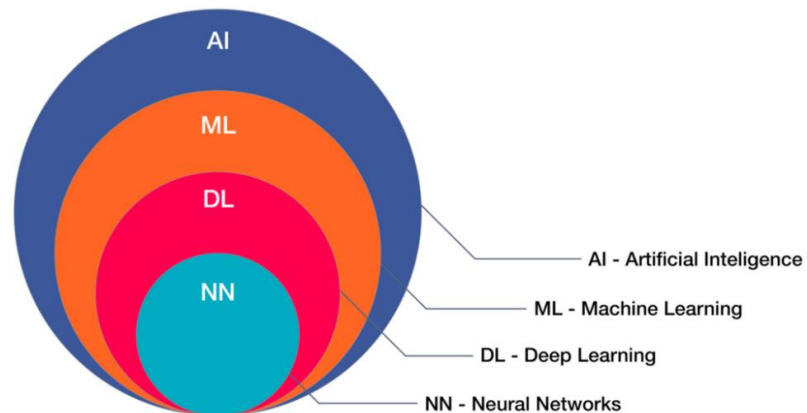 AI
ML
DL
NN
AI - Artificial Inteligence
ML - Machine Learning
DL - Deep Learning
NN - Neural Networks